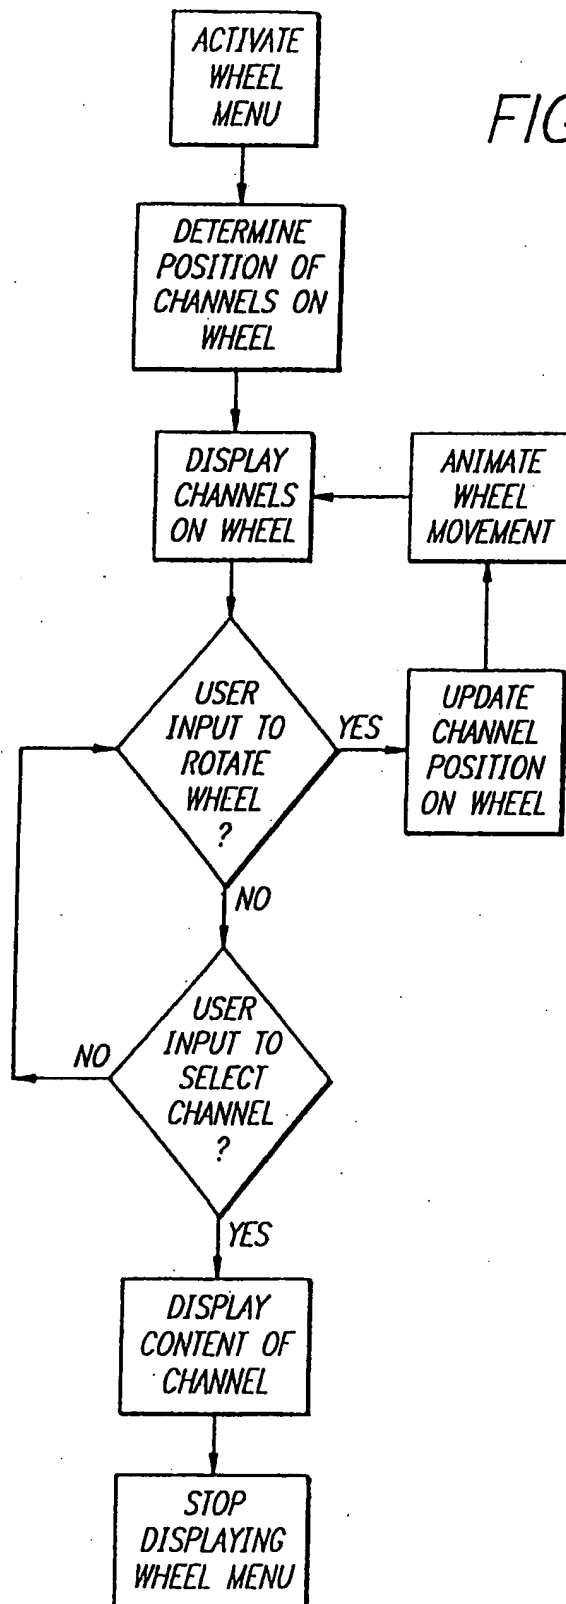 ACTIVATE
WHEEL
MENU
FIG
DETERMINE
POSITION OF
CHANNELS ON
WHEEL
DISPLAY
CHANNELS
ON WHEEL
ANIMATE
WHEEL
MOVEMENT
USER
INPUT TO
ROTATE
WHEEL
?
YES
UPDATE
CHANNEL
POSITION
ON WHEEL
NO
USER
INPUT TO
SELECT
CHANNEL
?
NO
YES
DISPLAY
CONTENT OF
CHANNEL
STOP
DISPLAYING
WHEEL MENU